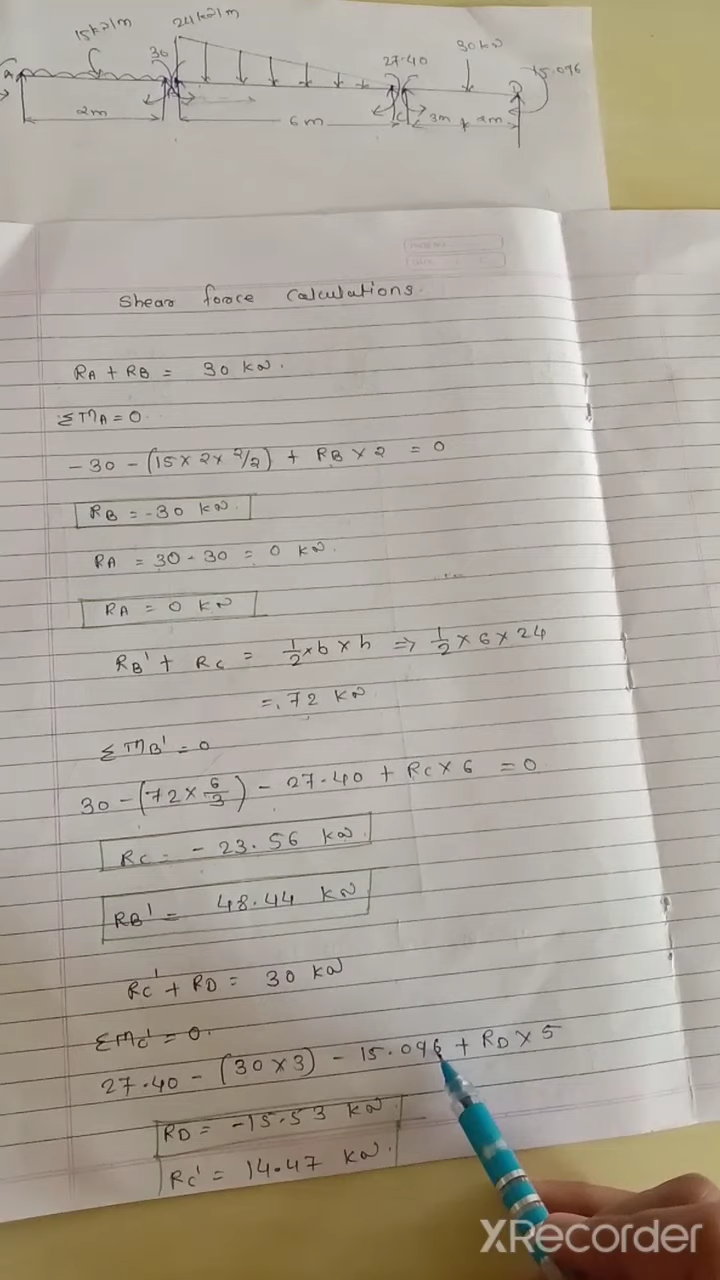 15kN/m
24kN/m
30
27.40
30kN
15.096
A
B
C
D
2m
6m
3m
2m
Shear force calculations.
RA + RB = 30 kN.
ΣMA = 0.
-30 - (15 × 2 × 2/2) + RB × 2 = 0
RB = -30 kN.
RA = 30 - 30 = 0 kN.
RA = 0 kN
RB' + RC = 1/2 × b × h ⇒ 1/2 × 6 × 24
= 72 kN
ΣMB' = 0
30 - (72 × 6/3) - 27.40 + RC × 6 = 0
RC = - 23.56 kN.
RB' = 48.44 kN
RC' + RD = 30 kN
ΣMC' = 0.
27.40 - (30 × 3) - 15.096 + RD × 5
RD = -15.53 kN.
RC' = 14.47 kN.
XRecorder